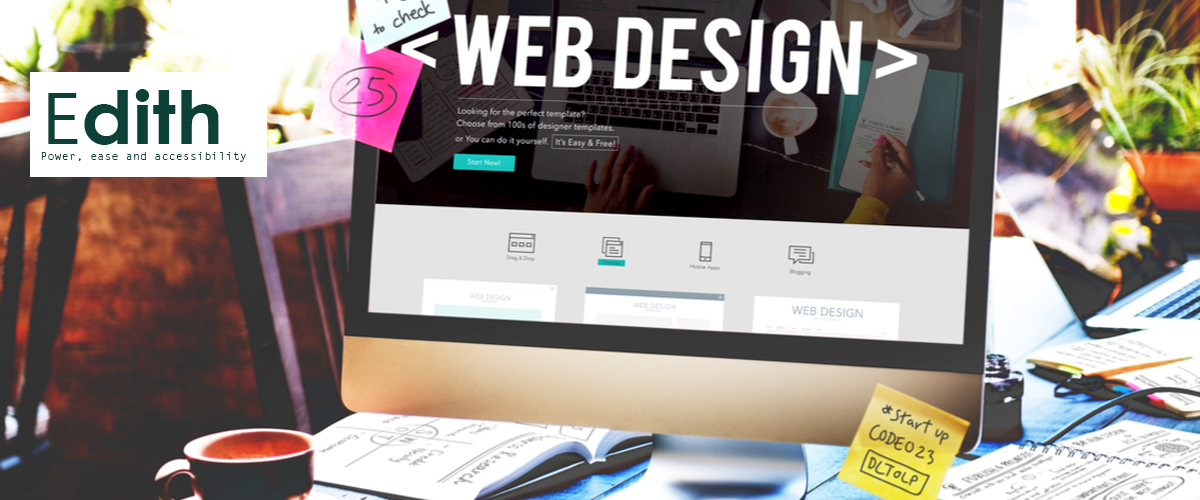 to check
25
<WEB DESIGN>
Edith
Power, ease and accessibility
Looking for the perfect template?
Choose from 100s of designer templates.
or You can do it yourself. It's Easy & Free!
Start Now!
Drag & Drop
Mobile Apps
Blogging
WEB DESIGN
WEB DESIGN
WEB DESIGN
Research
*Start up
CODE023
DLTOLP